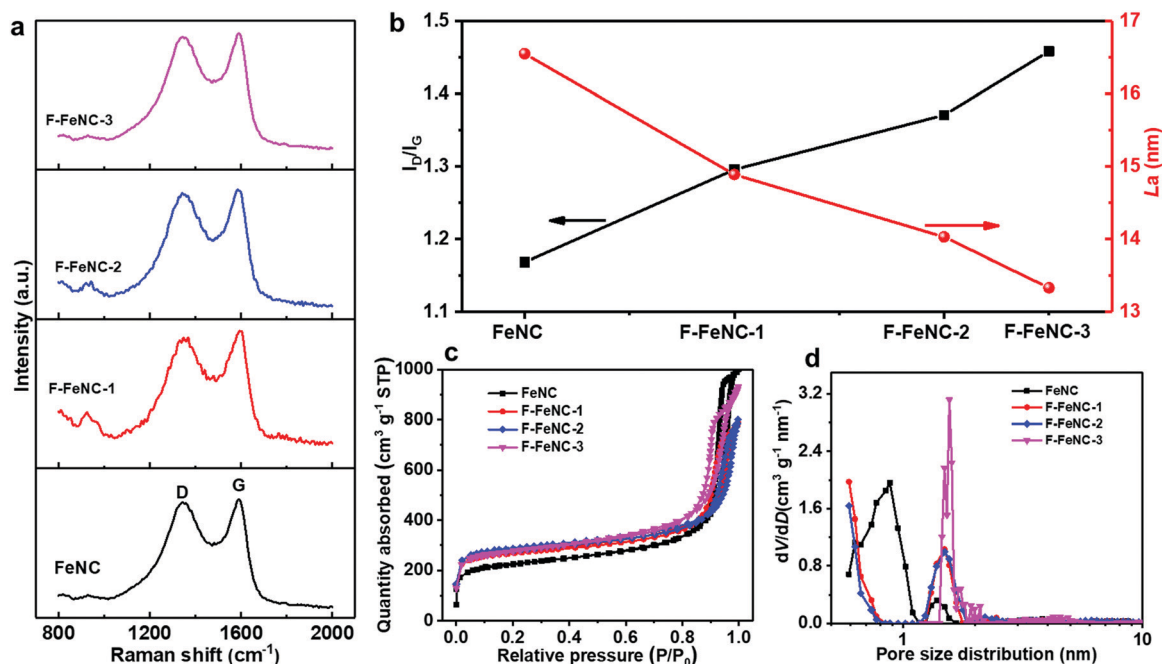 a
Intensity (a.u.)
F-FeNC-3
F-FeNC-2
F-FeNC-1
D
G
FeNC
800
1200
1600
2000
Raman shift (cm⁻¹)
b
I_D/I_G
1.5
1.4
1.3
1.2
1.1
La (nm)
17
16
15
14
13
FeNC
F-FeNC-1
F-FeNC-2
F-FeNC-3
c
Quantity absorbed (cm³ g⁻¹ STP)
1000
800
600
400
200
0
FeNC
F-FeNC-1
F-FeNC-2
F-FeNC-3
0.0
0.2
0.4
0.6
0.8
1.0
Relative pressure (P/P₀)
d
dV/dD(cm³ g⁻¹ nm⁻¹)
3.2
2.4
1.6
0.8
0.0
FeNC
F-FeNC-1
F-FeNC-2
F-FeNC-3
1
10
Pore size distribution (nm)